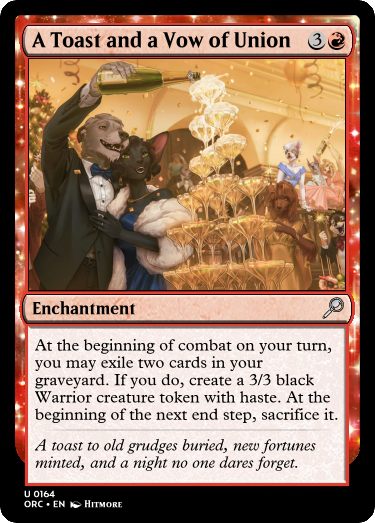 A Toast and a Vow of Union 3
Enchantment
At the beginning of combat on your turn,
you may exile two cards in your
graveyard. If you do, create a 3/3 black
Warrior creature token with haste. At the
beginning of the next end step, sacrifice it.
A toast to old grudges buried, new fortunes
minted, and a night no one dares forget.
U 0164
ORC • EN Hitmore